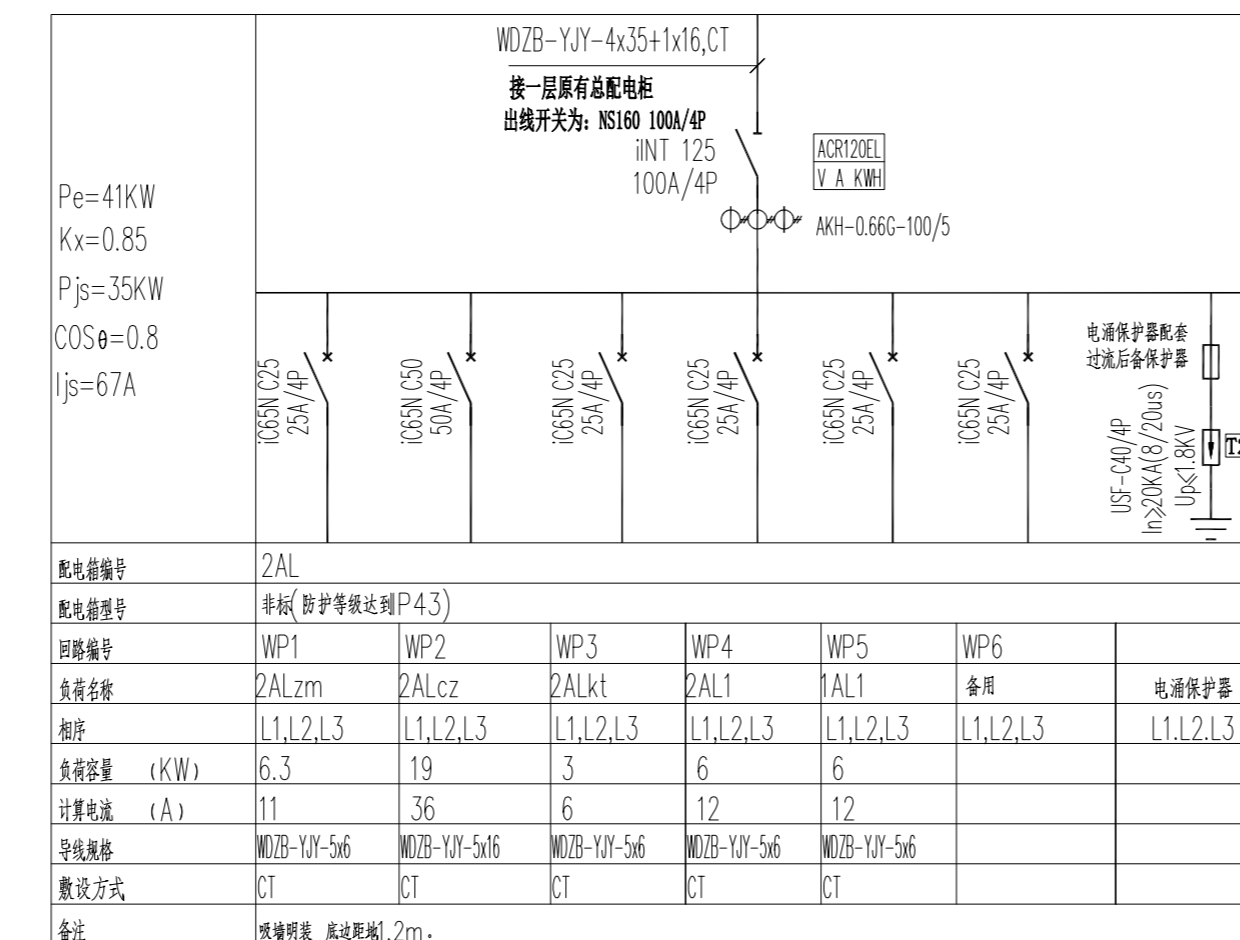 WDZB-YJY-4x35+1x16,CT
接一层原有总配电柜
出线开关为: NS160 100A/4P
iINT 125
100A/4P
ACR120EL
V A KWH
AKH-0.66G-100/5
Pe=41KW
Kx=0.85
Pjs=35KW
COSθ=0.8
Ijs=67A
iC65N C25
25A/4P
iC65N C50
50A/4P
iC65N C25
25A/4P
iC65N C25
25A/4P
iC65N C25
25A/4P
iC65N C25
25A/4P
电涌保护器配套
过流后备保护器
USF-C40/4P
In≥20KA(8/20us)
Up≤1.8KV
配电箱编号 2AL
配电箱型号 非标(防护等级达到IP43)
回路编号 WP1 WP2 WP3 WP4 WP5 WP6
负荷名称 2ALzm 2ALcz 2ALkt 2AL1 1AL1 备用 电涌保护器
相序 L1,L2,L3 L1,L2,L3 L1,L2,L3 L1,L2,L3 L1,L2,L3 L1,L2,L3 L1.L2.L3
负荷容量 (KW) 6.3 19 3 6 6
计算电流 (A) 11 36 6 12 12
导线规格 WDZB-YJY-5x6 WDZB-YJY-5x16 WDZB-YJY-5x6 WDZB-YJY-5x6 WDZB-YJY-5x6
敷设方式 CT CT CT CT CT
备注 吸墙明装 底边距地1.2m.